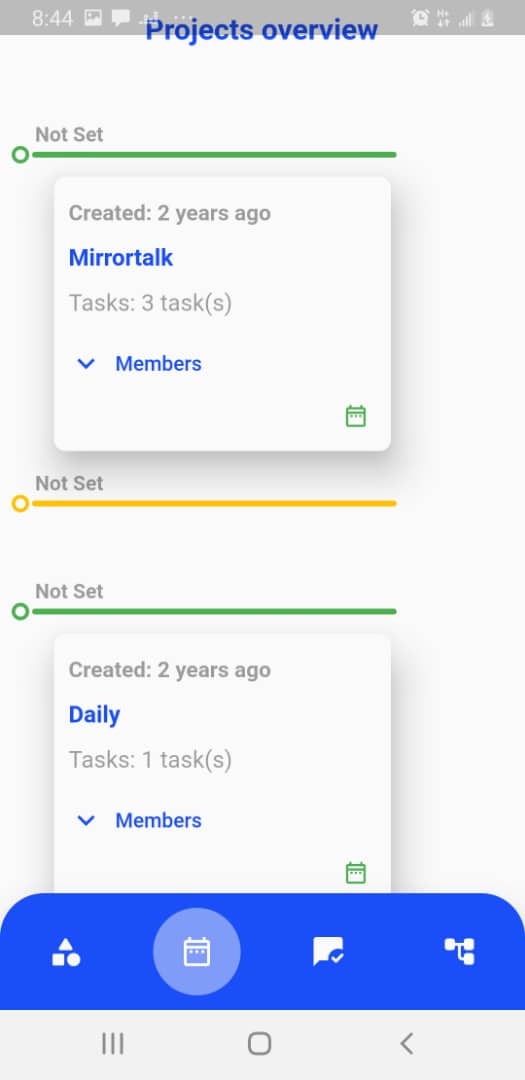 8:44
Projects overview
Not Set
Created: 2 years ago
Mirrortalk
Tasks: 3 task(s)
Members
Not Set
Not Set
Created: 2 years ago
Daily
Tasks: 1 task(s)
Members